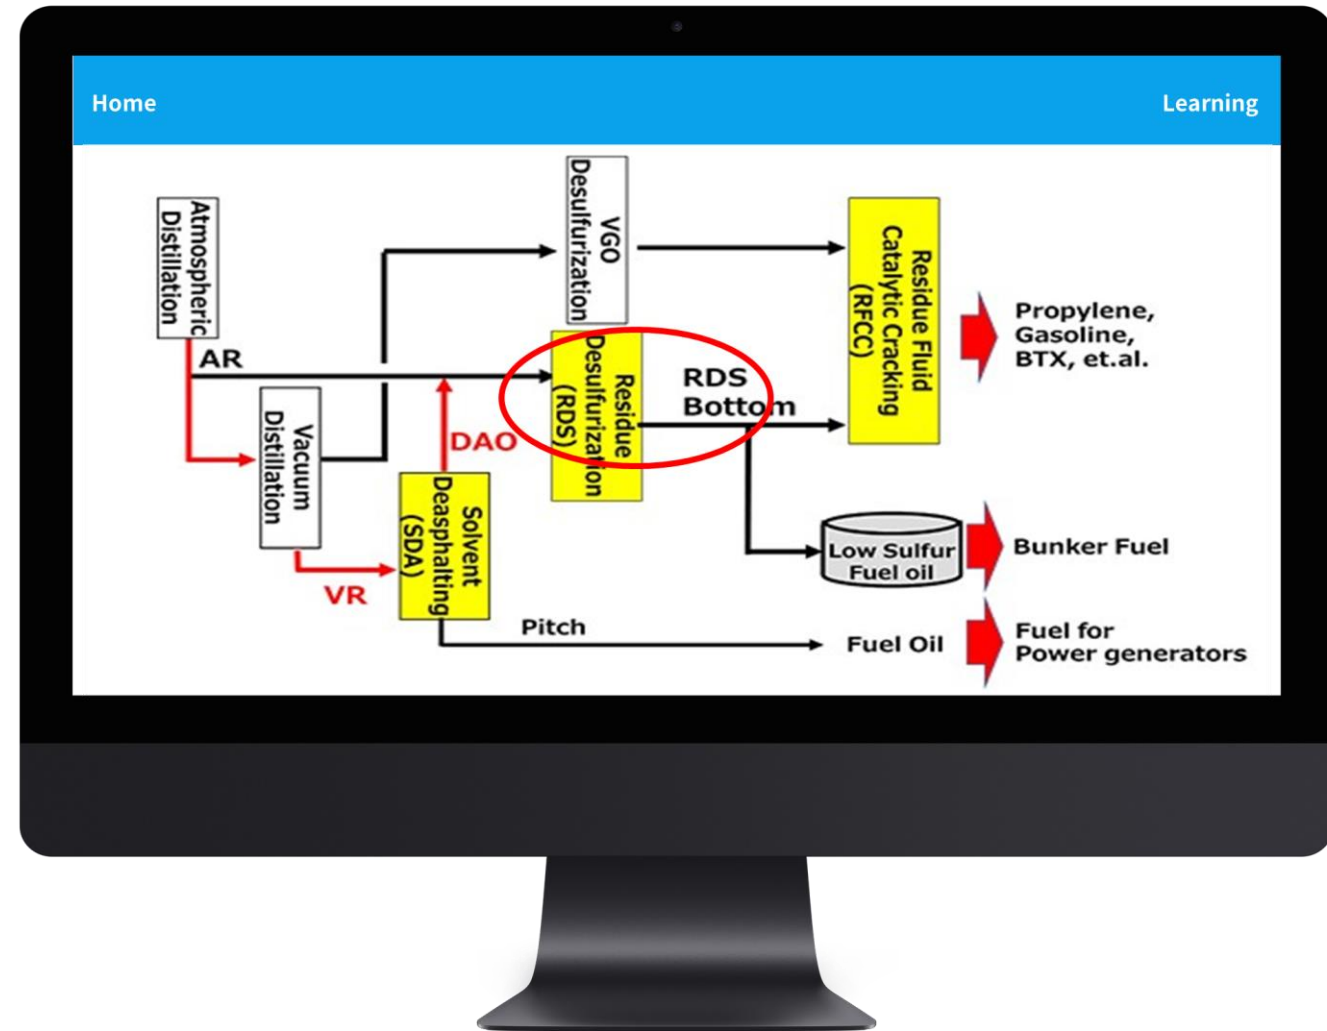 Home
Learning
Atmospheric
Distillation
AR
Vacuum
Distillation
VR
DAO
Solvent
Deasphalting
(SDA)
Pitch
VGO
Desulfurization
Residue
Desulfurization
(RDS)
RDS
Bottom
Residue Fluid
Catalytic Cracking
(RFCC)
Propylene,
Gasoline,
BTX, et.al.
Low Sulfur
Fuel oil
Bunker Fuel
Fuel Oil
Fuel for
Power generators